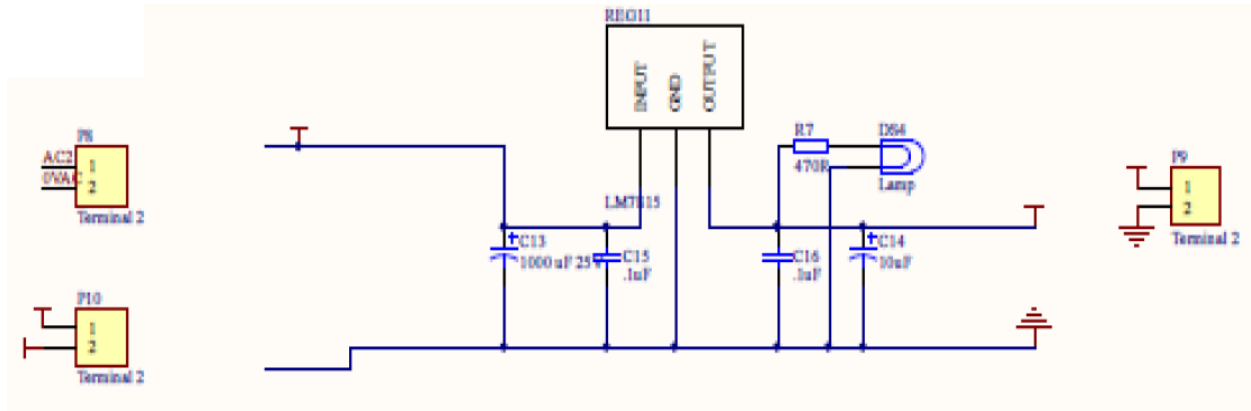 REG11
INPUT
GND
OUTPUT
P8
AC2
0VAC
1
2
Terminal 2
R7
470R
DS4
Lamp
P9
1
2
Terminal 2
LM7815
C13
1000 uF 25V
C15
.1uF
C16
.1uF
C14
10uF
P10
1
2
Terminal 2